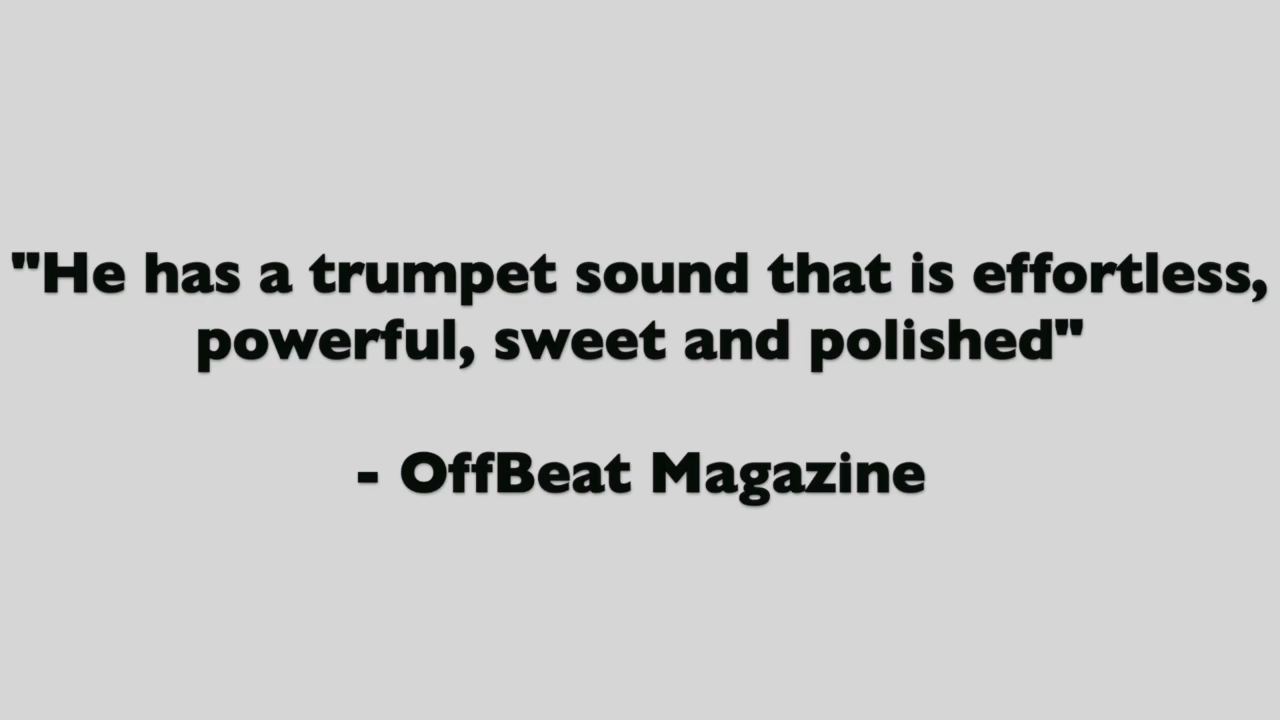 "He has a trumpet sound that is effortless,
powerful, sweet and polished"
- OffBeat Magazine